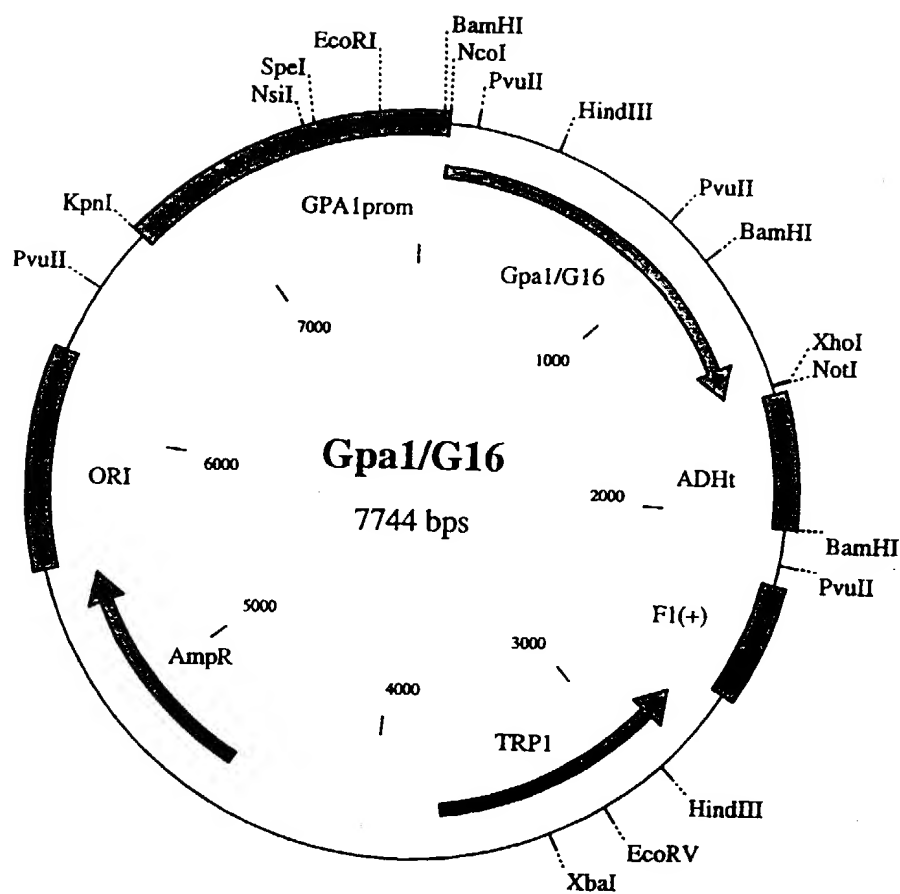 BamHI
EcoRI
NcoI
SpeI
PvuII
NsiI
HindIII
KpnI
GPA1prom
PvuII
BamHI
PvuII
Gpa1/G16
7000
1000
XhoI
NotI
Gpa1/G16
7744 bps
ORI
6000
2000
ADHt
BamHI
PvuII
5000
F1(+)
AmpR
3000
4000
TRP1
HindIII
EcoRV
XbaI